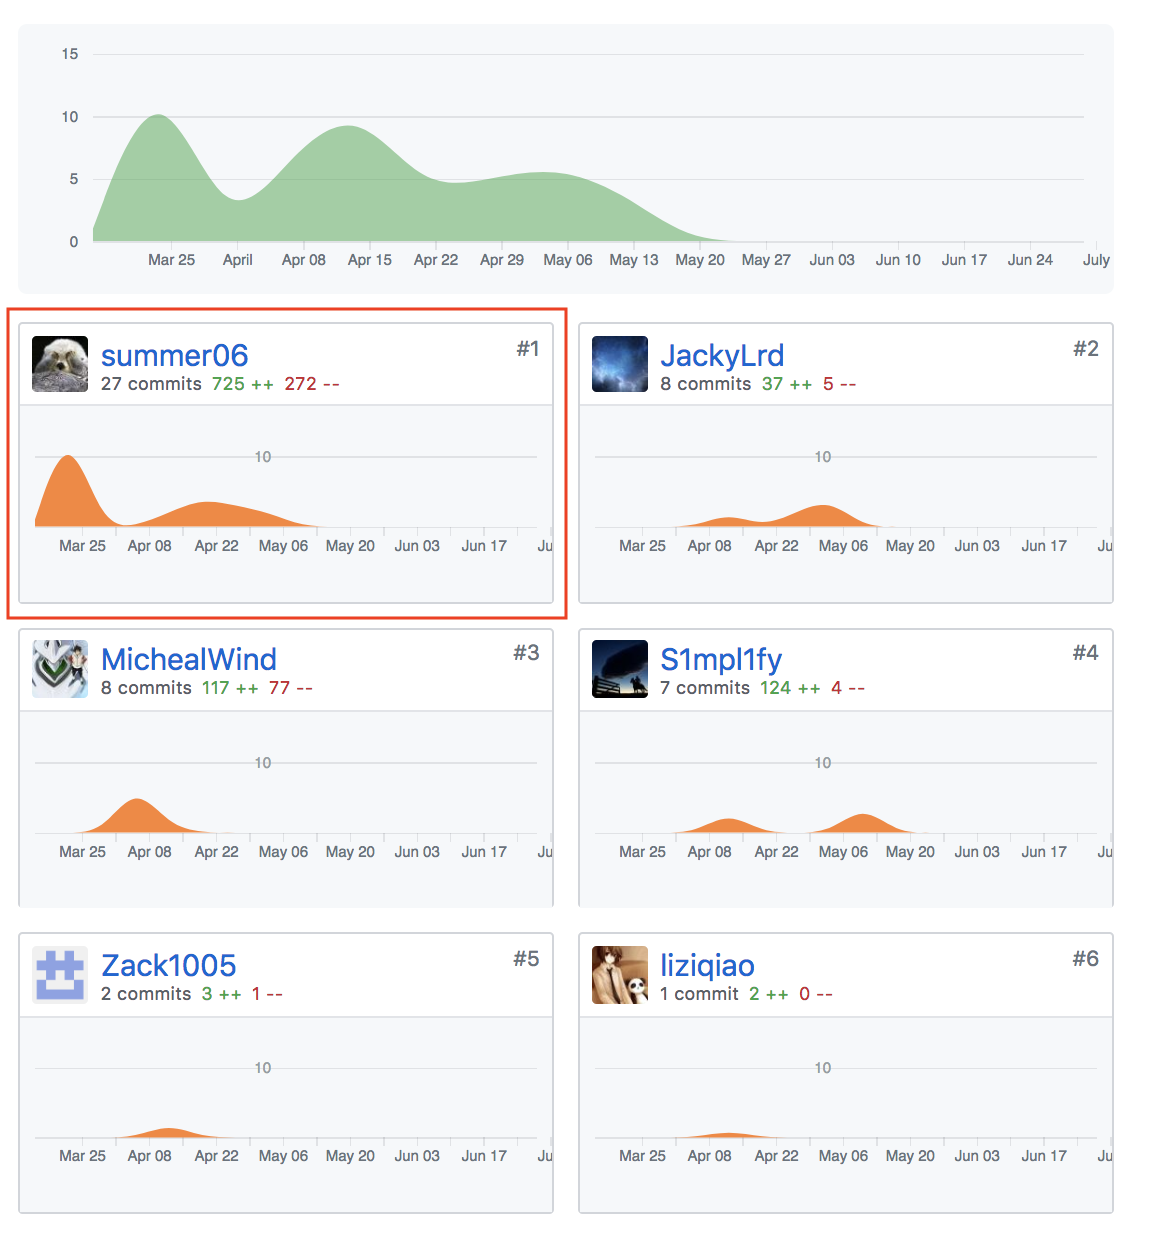 15
10
5
0
Mar 25 April Apr 08 Apr 15 Apr 22 Apr 29 May 06 May 13 May 20 May 27 Jun 03 Jun 10 Jun 17 Jun 24 July
summer06 #1
27 commits 725 ++ 272 --
10
Mar 25 Apr 08 Apr 22 May 06 May 20 Jun 03 Jun 17 Ju
JackyLrd #2
8 commits 37 ++ 5 --
10
Mar 25 Apr 08 Apr 22 May 06 May 20 Jun 03 Jun 17 Ju
MichealWind #3
8 commits 117 ++ 77 --
10
Mar 25 Apr 08 Apr 22 May 06 May 20 Jun 03 Jun 17 Ju
S1mpl1fy #4
7 commits 124 ++ 4 --
10
Mar 25 Apr 08 Apr 22 May 06 May 20 Jun 03 Jun 17 Ju
Zack1005 #5
2 commits 3 ++ 1 --
10
Mar 25 Apr 08 Apr 22 May 06 May 20 Jun 03 Jun 17 Ju
liziqiao #6
1 commit 2 ++ 0 --
10
Mar 25 Apr 08 Apr 22 May 06 May 20 Jun 03 Jun 17 Ju